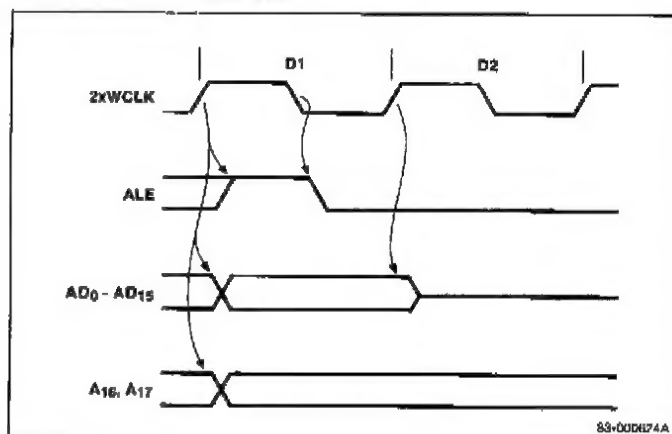 D1
D2
2xWCLK
ALE
AD0 - AD15
A16, A17
83-000874A